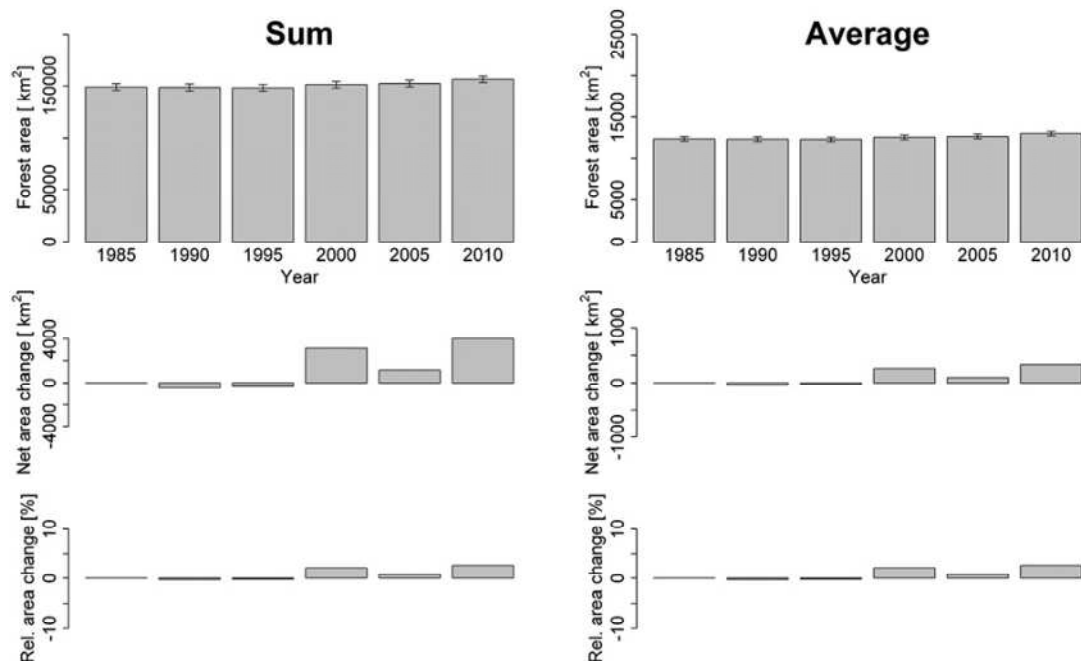 Sum
Forest area [ km²]
150000
50000
0
1985 1990 1995 2000 2005 2010
Year
Net area change [ km²]
4000
0
-4000
Rel. area change [%]
10
0
-10
Average
Forest area [ km²]
25000
15000
5000
0
1985 1990 1995 2000 2005 2010
Year
Net area change [ km²]
1000
0
-1000
Rel. area change [%]
10
0
-10